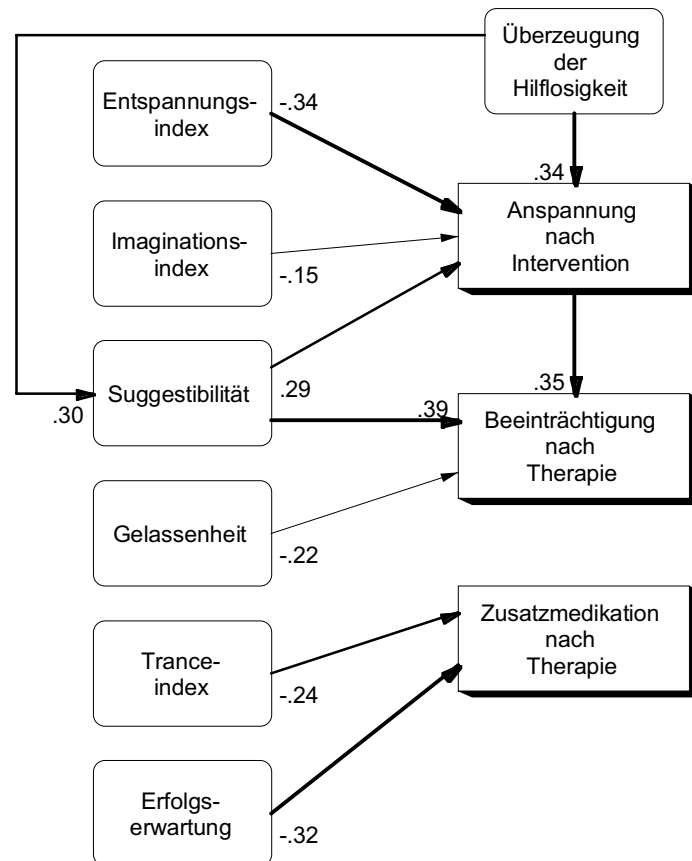 Überzeugung
der
Hilflosigkeit
Entspannungs-
index
-.34
.34
Anspannung
nach
Intervention
Imaginations-
index
-.15
Suggestibilität
.30
.29
.39
.35
Beeinträchtigung
nach
Therapie
Gelassenheit
-.22
Zusatzmedikation
nach
Therapie
Trance-
index
-.24
Erfolgs-
erwartung
-.32